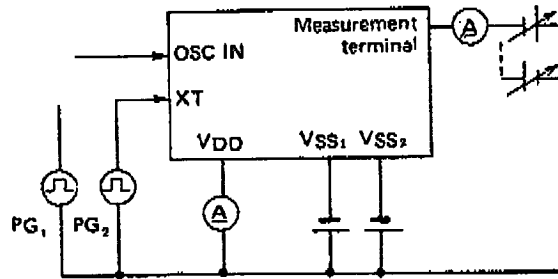 Measurement
terminal
A
OSC IN
XT
VDD
VSS1
VSS2
A
PG1
PG2